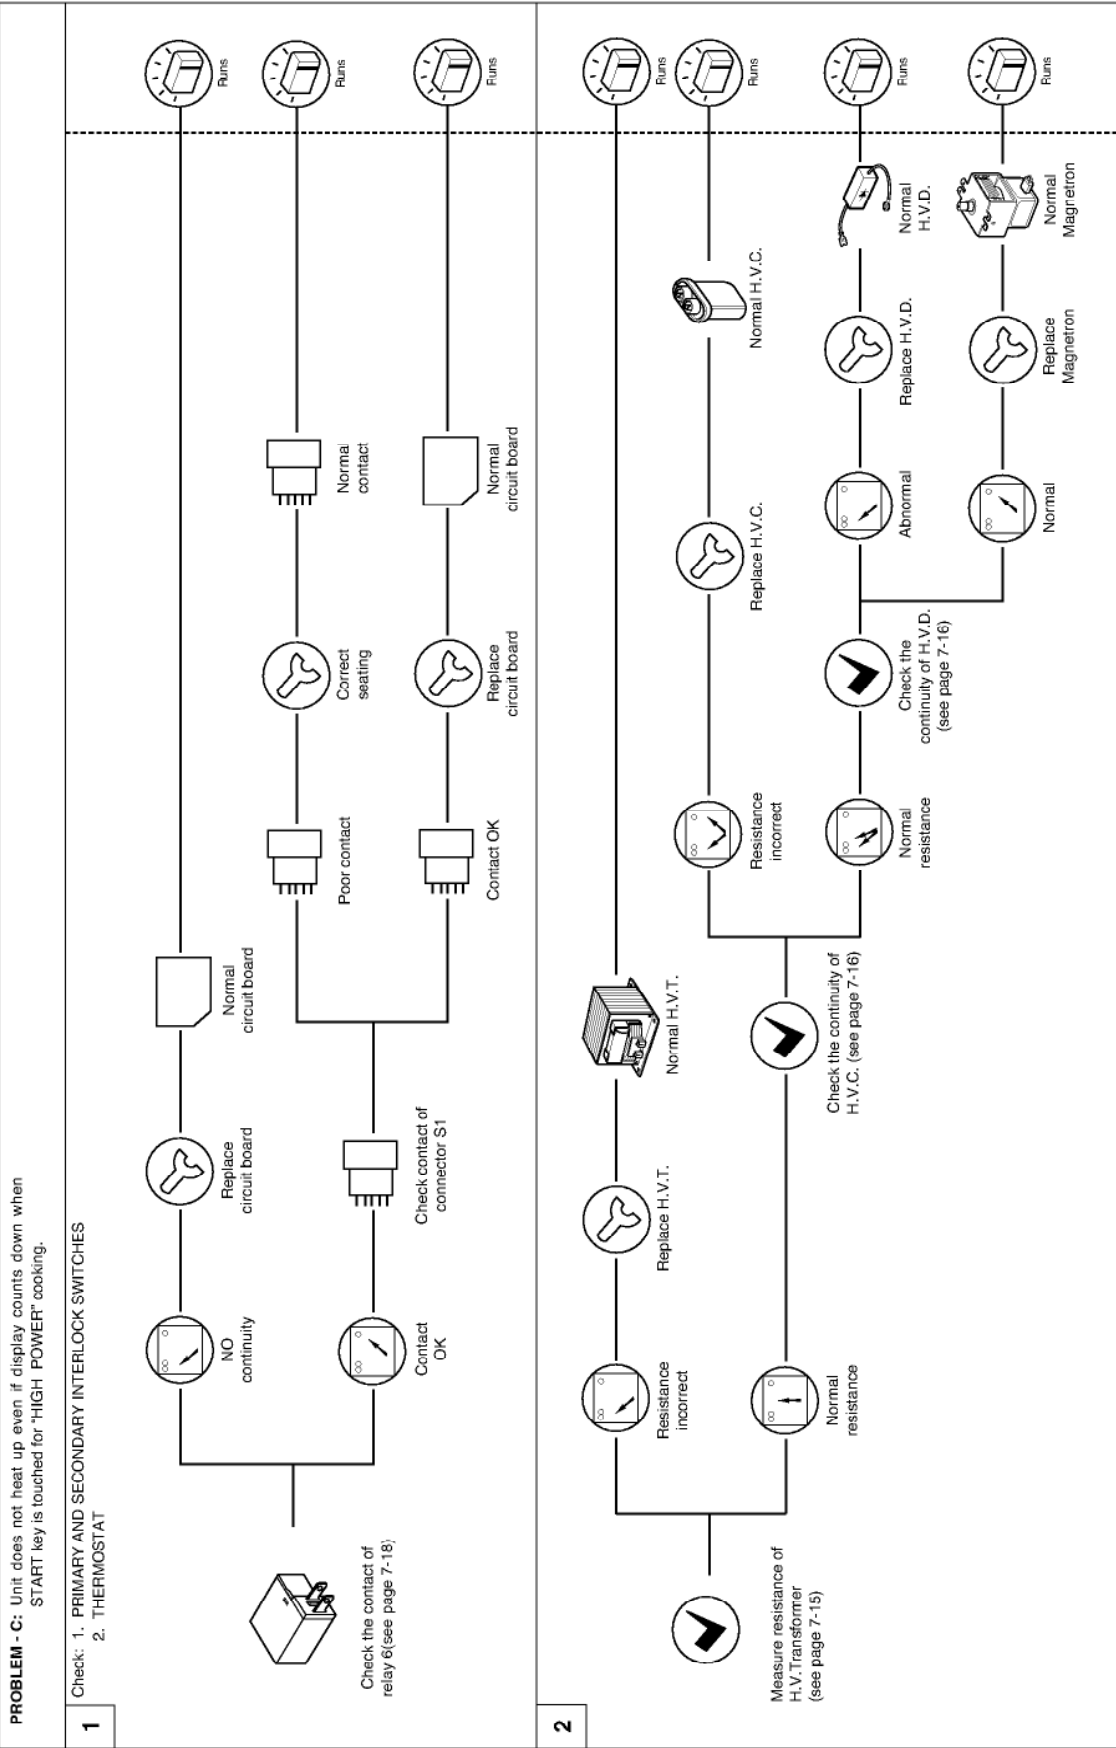 PROBLEM - C: Unit does not heat up even if display counts down when
START key is touched for "HIGH POWER" cooking.
1
Check: 1. PRIMARY AND SECONDARY INTERLOCK SWITCHES
2. THERMOSTAT
Check the contact of
relay 6(see page 7-18)
NO
continuity
Replace
circuit board
Normal
circuit board
Runs
Contact
OK
Check contact of
connector S1
Poor contact
Correct
seating
Normal
contact
Runs
Contact OK
Replace
circuit board
Normal
circuit board
Runs
2
Measure resistance of
H.V.Transformer
(see page 7-15)
Resistance
incorrect
Replace H.V.T.
Normal H.V.T.
Runs
Normal
resistance
Check the continuity of
H.V.C. (see page 7-16)
Resistance
incorrect
Replace H.V.C.
Normal H.V.C.
Runs
Normal
resistance
Check the
continuity of H.V.D.
(see page 7-16)
Abnormal
Replace H.V.D.
Normal
H.V.D.
Runs
Normal
Replace
Magnetron
Normal
Magnetron
Runs